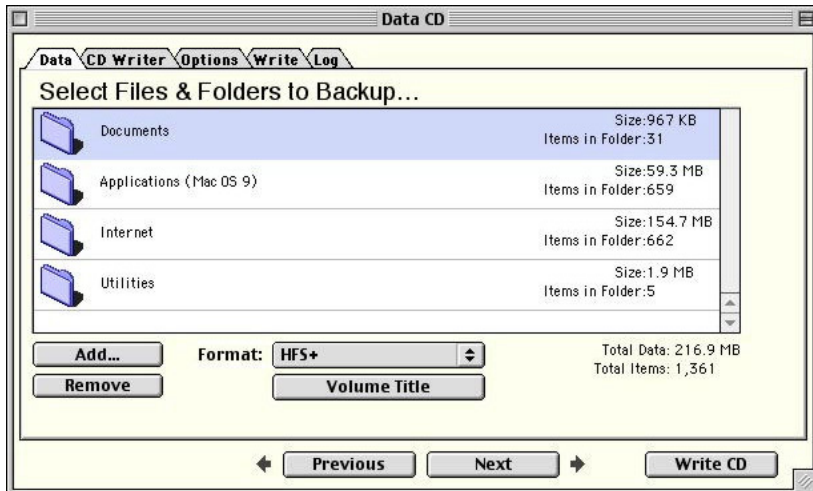 Data CD
Data CD Writer Options Write Log
Select Files & Folders to Backup...
Documents Size:967 KB
Items in Folder:31
Applications (Mac OS 9) Size:59.3 MB
Items in Folder:659
Internet Size:154.7 MB
Items in Folder:662
Utilities Size:1.9 MB
Items in Folder:5
Add... Format: HFS+ Total Data: 216.9 MB
Total Items: 1,361
Remove Volume Title
Previous Next Write CD